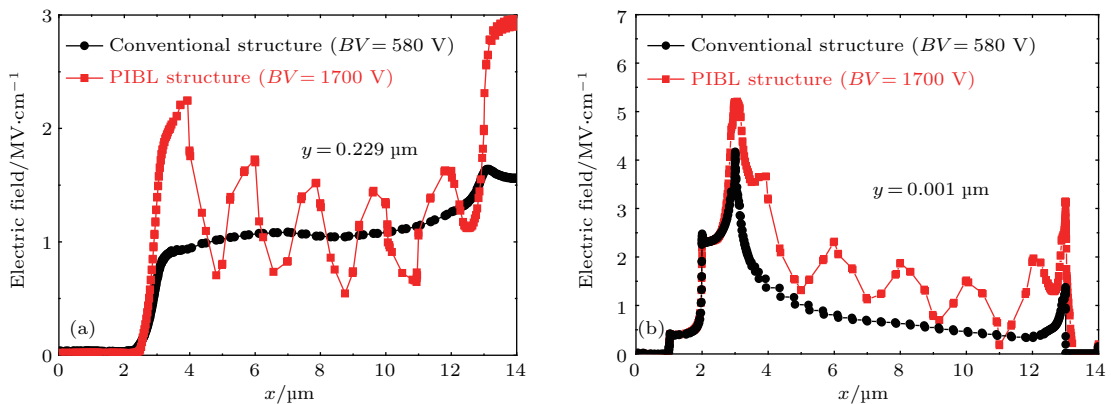 Conventional structure (BV = 580 V)
PIBL structure (BV = 1700 V)
y = 0.229 µm
(a)
Electric field/MV·cm⁻¹
3
2
1
0
0 2 4 6 8 10 12 14
x/µm
Conventional structure (BV = 580 V)
PIBL structure (BV = 1700 V)
y = 0.001 µm
(b)
Electric field/MV·cm⁻¹
7
6
5
4
3
2
1
0
0 2 4 6 8 10 12 14
x/µm